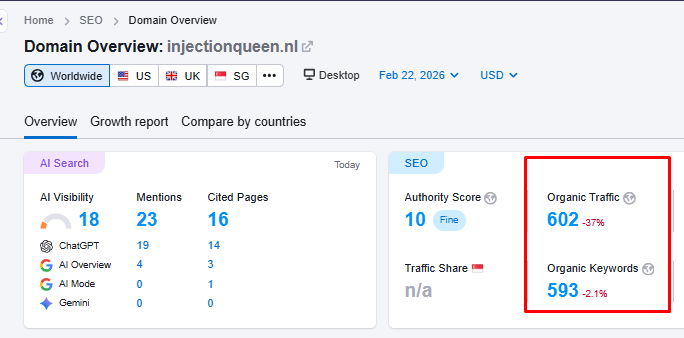 Home > SEO > Domain Overview
Domain Overview: injectionqueen.nl
Worldwide US UK SG ••• Desktop Feb 22, 2026 USD
Overview Growth report Compare by countries
AI Search Today
AI Visibility Mentions Cited Pages
18 23 16
ChatGPT 19 14
AI Overview 4 3
AI Mode 0 1
Gemini 0 0
SEO
Authority Score Organic Traffic
10 Fine 602 -37%
Traffic Share Organic Keywords
n/a 593 -2.1%